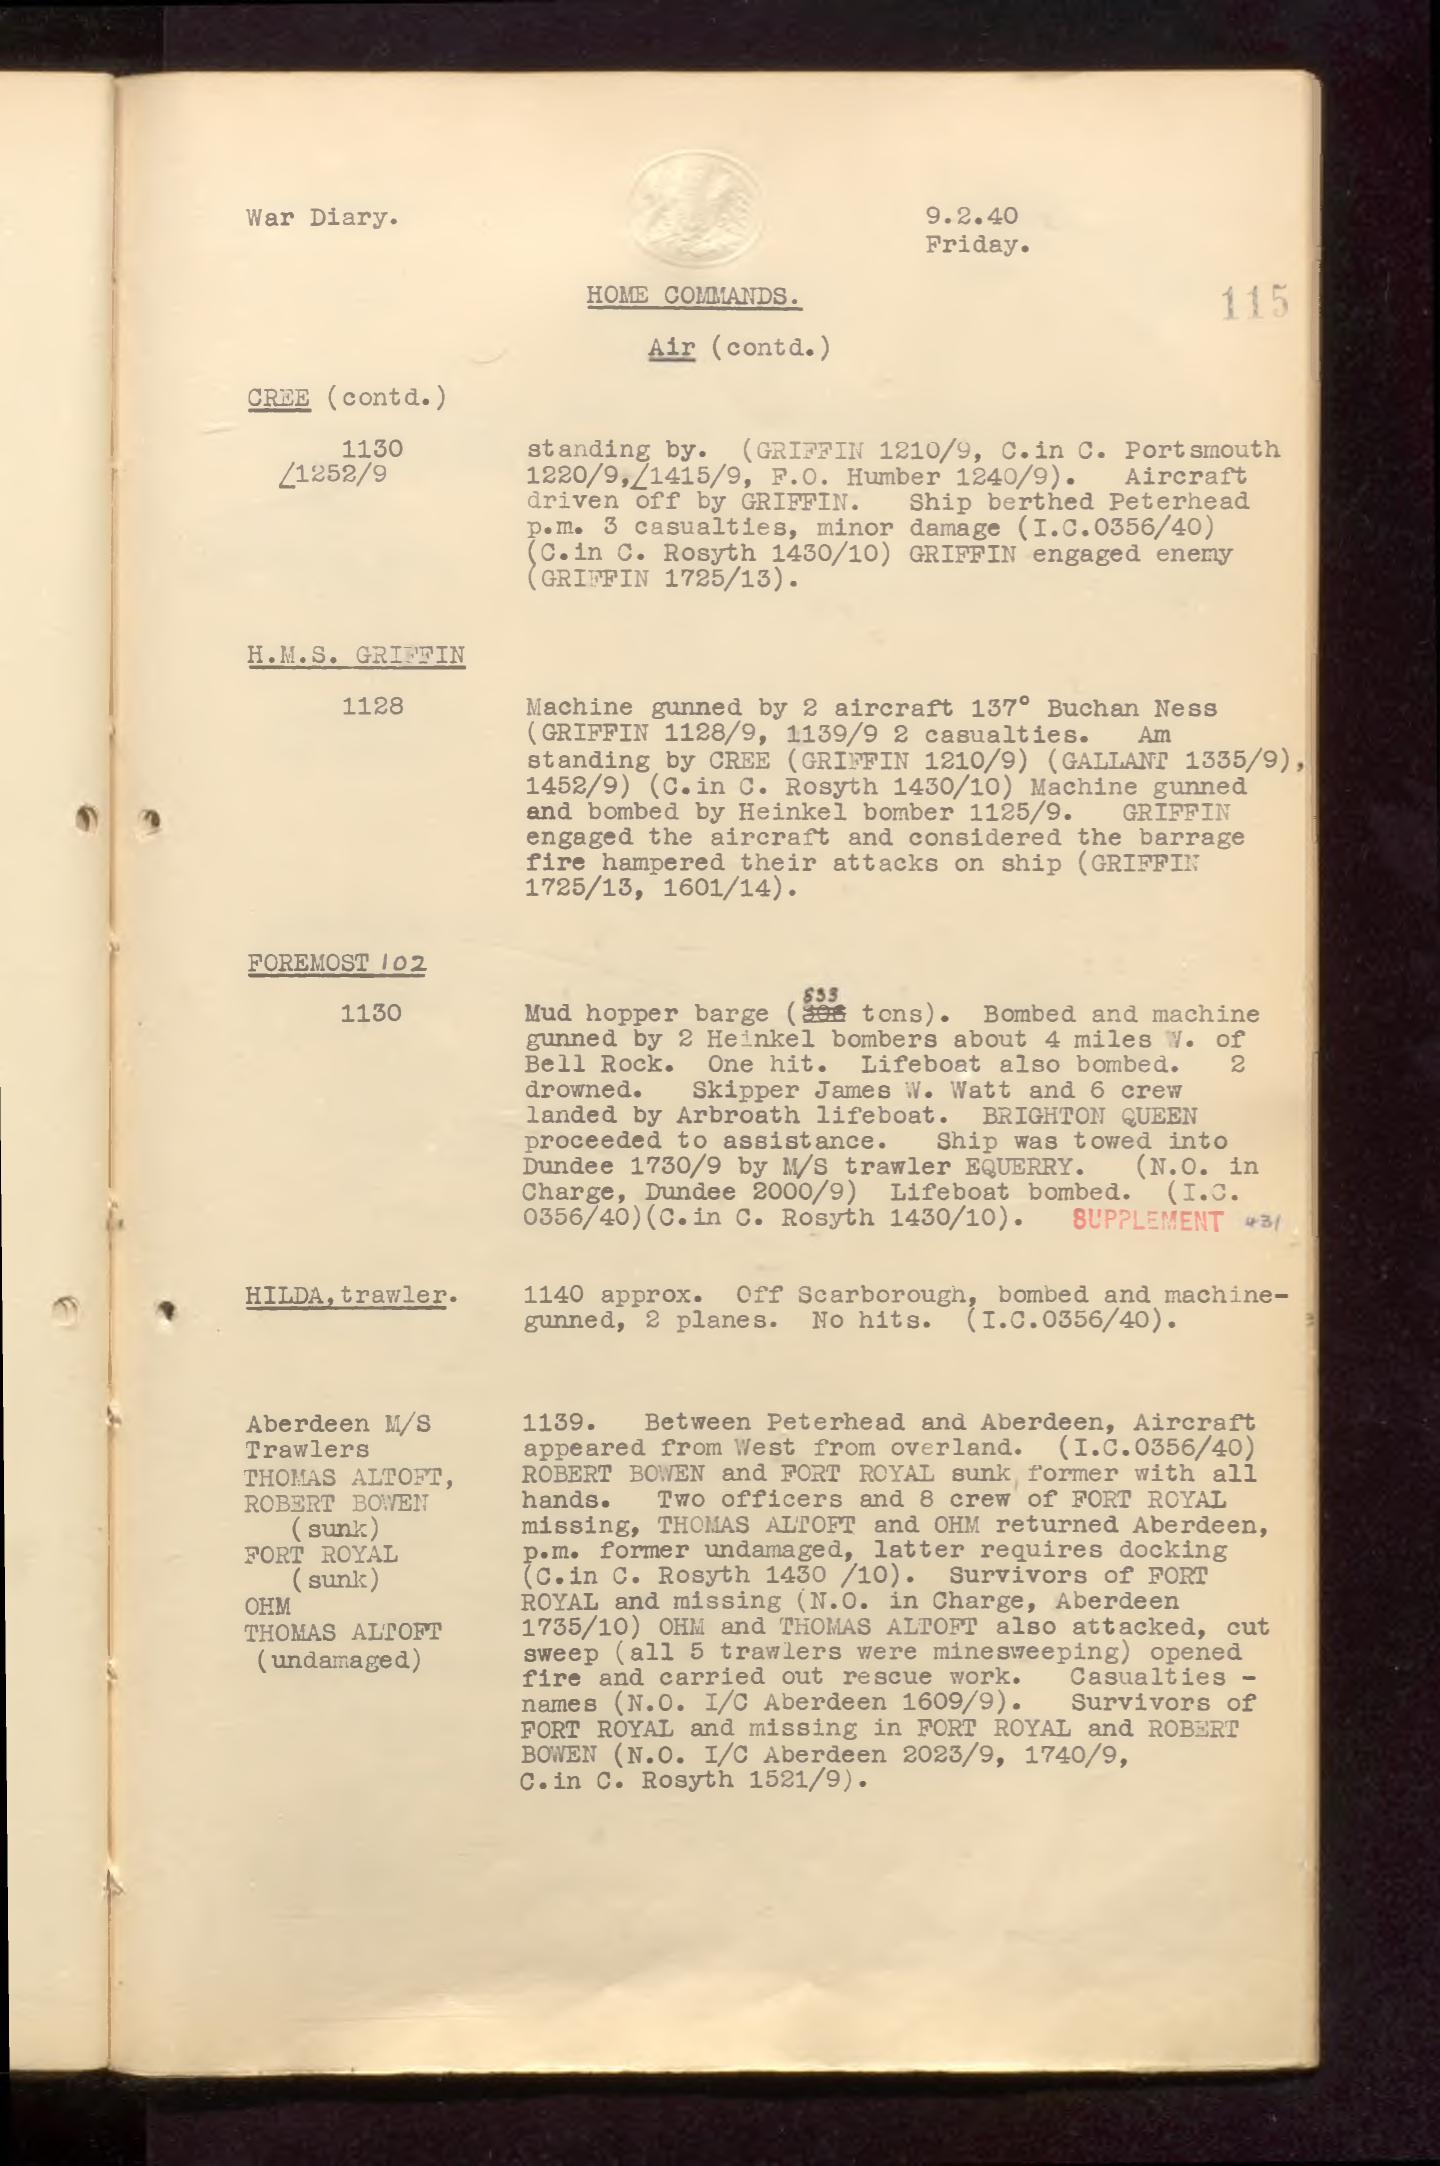 War Diary.
9.2.40
Friday.
HOME COMMANDS.
115
Air (contd.)
CREE (contd.)
1130
/1252/9
standing by. (GRIFFIN 1210/9, C.in C. Portsmouth
1220/9,/1415/9, F.O. Humber 1240/9). Aircraft
driven off by GRIFFIN. Ship berthed Peterhead
p.m. 3 casualties, minor damage (I.C.0356/40)
(C.in C. Rosyth 1430/10) GRIFFIN engaged enemy
(GRIFFIN 1725/13).
H.M.S. GRIFFIN
1128
Machine gunned by 2 aircraft 137° Buchan Ness
(GRIFFIN 1128/9, 1139/9 2 casualties. Am
standing by CREE (GRIFFIN 1210/9) (GALLANT 1335/9),
1452/9) (C.in C. Rosyth 1430/10) Machine gunned
and bombed by Heinkel bomber 1125/9. GRIFFIN
engaged the aircraft and considered the barrage
fire hampered their attacks on ship (GRIFFIN
1725/13, 1601/14).
FOREMOST 102
1130
833
Mud hopper barge (306 tons). Bombed and machine
gunned by 2 Heinkel bombers about 4 miles W. of
Bell Rock. One hit. Lifeboat also bombed. 2
drowned. Skipper James W. Watt and 6 crew
landed by Arbroath lifeboat. BRIGHTON QUEEN
proceeded to assistance. Ship was towed into
Dundee 1730/9 by M/S trawler EQUERRY. (N.O. in
Charge, Dundee 2000/9) Lifeboat bombed. (I.C.
0356/40)(C.in C. Rosyth 1430/10). SUPPLEMENT 431
HILDA, trawler.
1140 approx. Off Scarborough, bombed and machine-
gunned, 2 planes. No hits. (I.C.0356/40).
Aberdeen M/S
Trawlers
THOMAS ALTOFT,
ROBERT BOWEN
(sunk)
FORT ROYAL
(sunk)
OHM
THOMAS ALTOFT
(undamaged)
1139. Between Peterhead and Aberdeen, Aircraft
appeared from West from overland. (I.C.0356/40)
ROBERT BOWEN and FORT ROYAL sunk, former with all
hands. Two officers and 8 crew of FORT ROYAL
missing, THOMAS ALTOFT and OHM returned Aberdeen,
p.m. former undamaged, latter requires docking
(C.in C. Rosyth 1430 /10). Survivors of FORT
ROYAL and missing (N.O. in Charge, Aberdeen
1735/10) OHM and THOMAS ALTOFT also attacked, cut
sweep (all 5 trawlers were minesweeping) opened
fire and carried out rescue work. Casualties -
names (N.O. I/C Aberdeen 1609/9). Survivors of
FORT ROYAL and missing in FORT ROYAL and ROBERT
BOWEN (N.O. I/C Aberdeen 2023/9, 1740/9,
C.in C. Rosyth 1521/9).